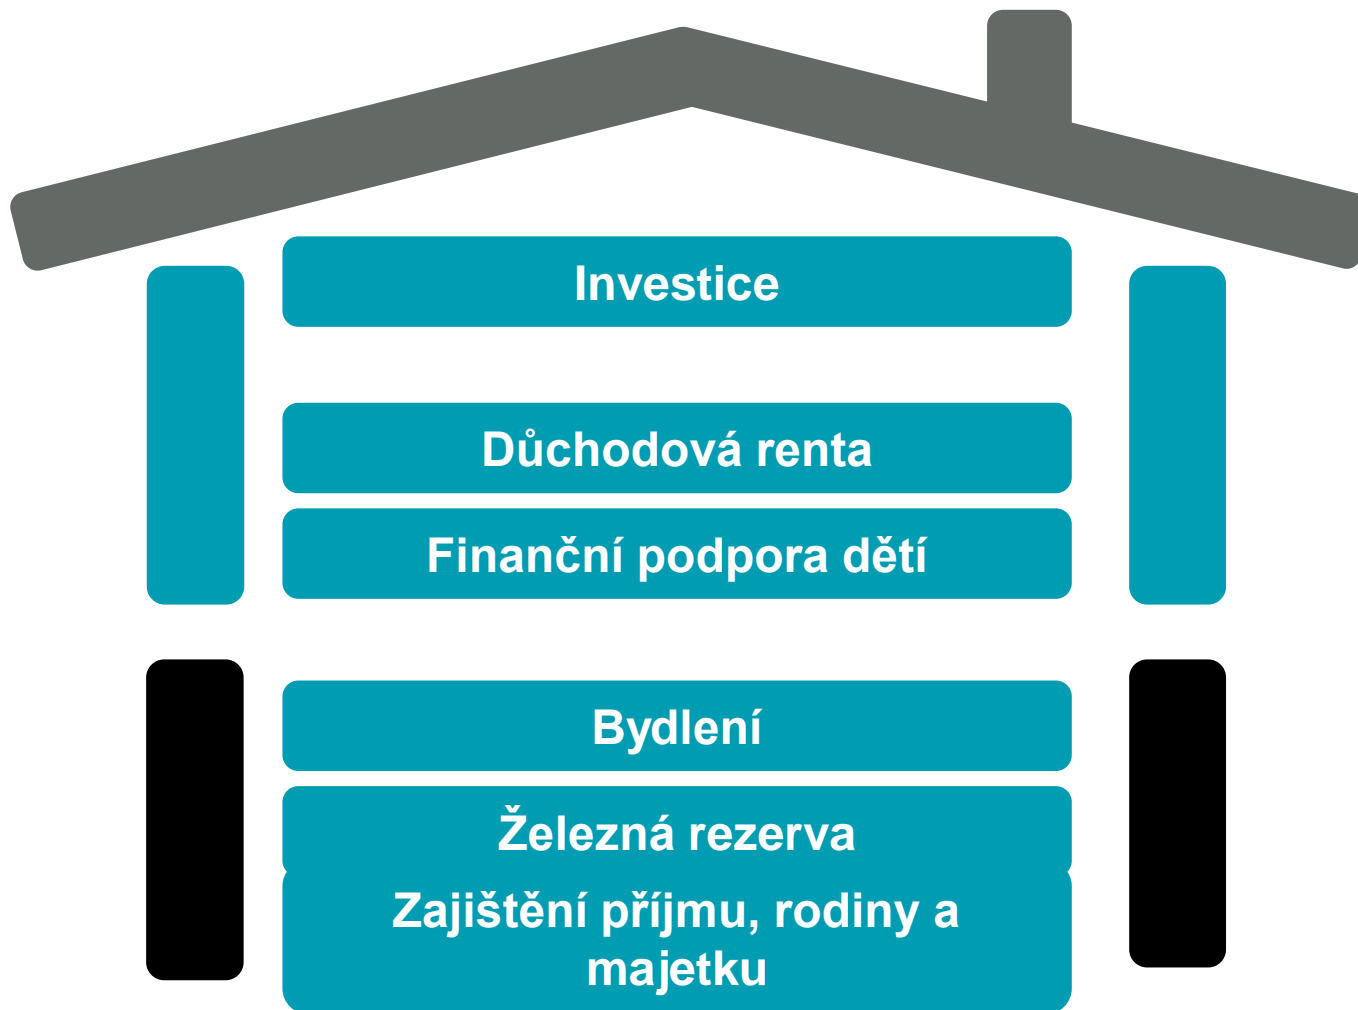 Investice
Důchodová renta
Finanční podpora dětí
Bydlení
Železná rezerva
Zajištění příjmu, rodiny a
majetku